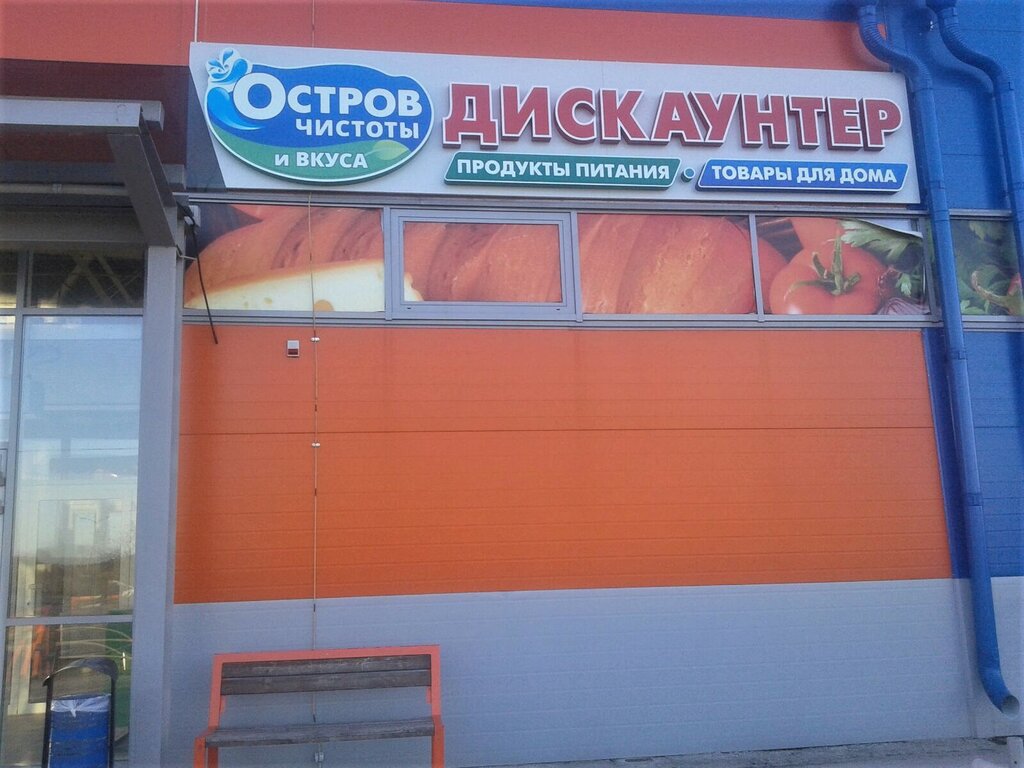 ОСТРОВ
ЧИСТОТЫ
И ВКУСА
ДИСКАУНТЕР
ПРОДУКТЫ ПИТАНИЯ • ТОВАРЫ ДЛЯ ДОМА